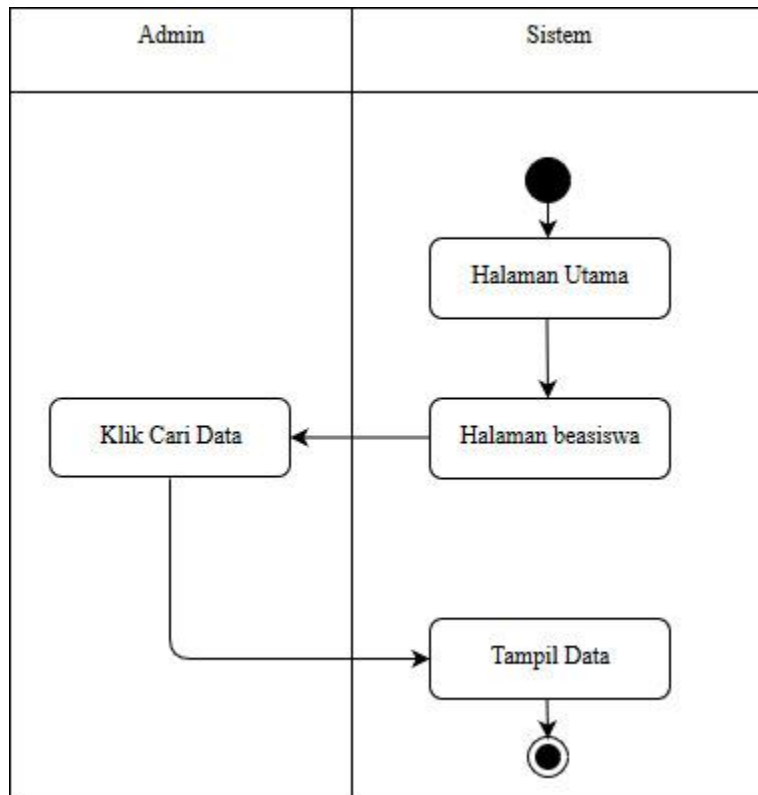 Admin
Sistem
Halaman Utama
Klik Cari Data
Halaman beasiswa
Tampil Data